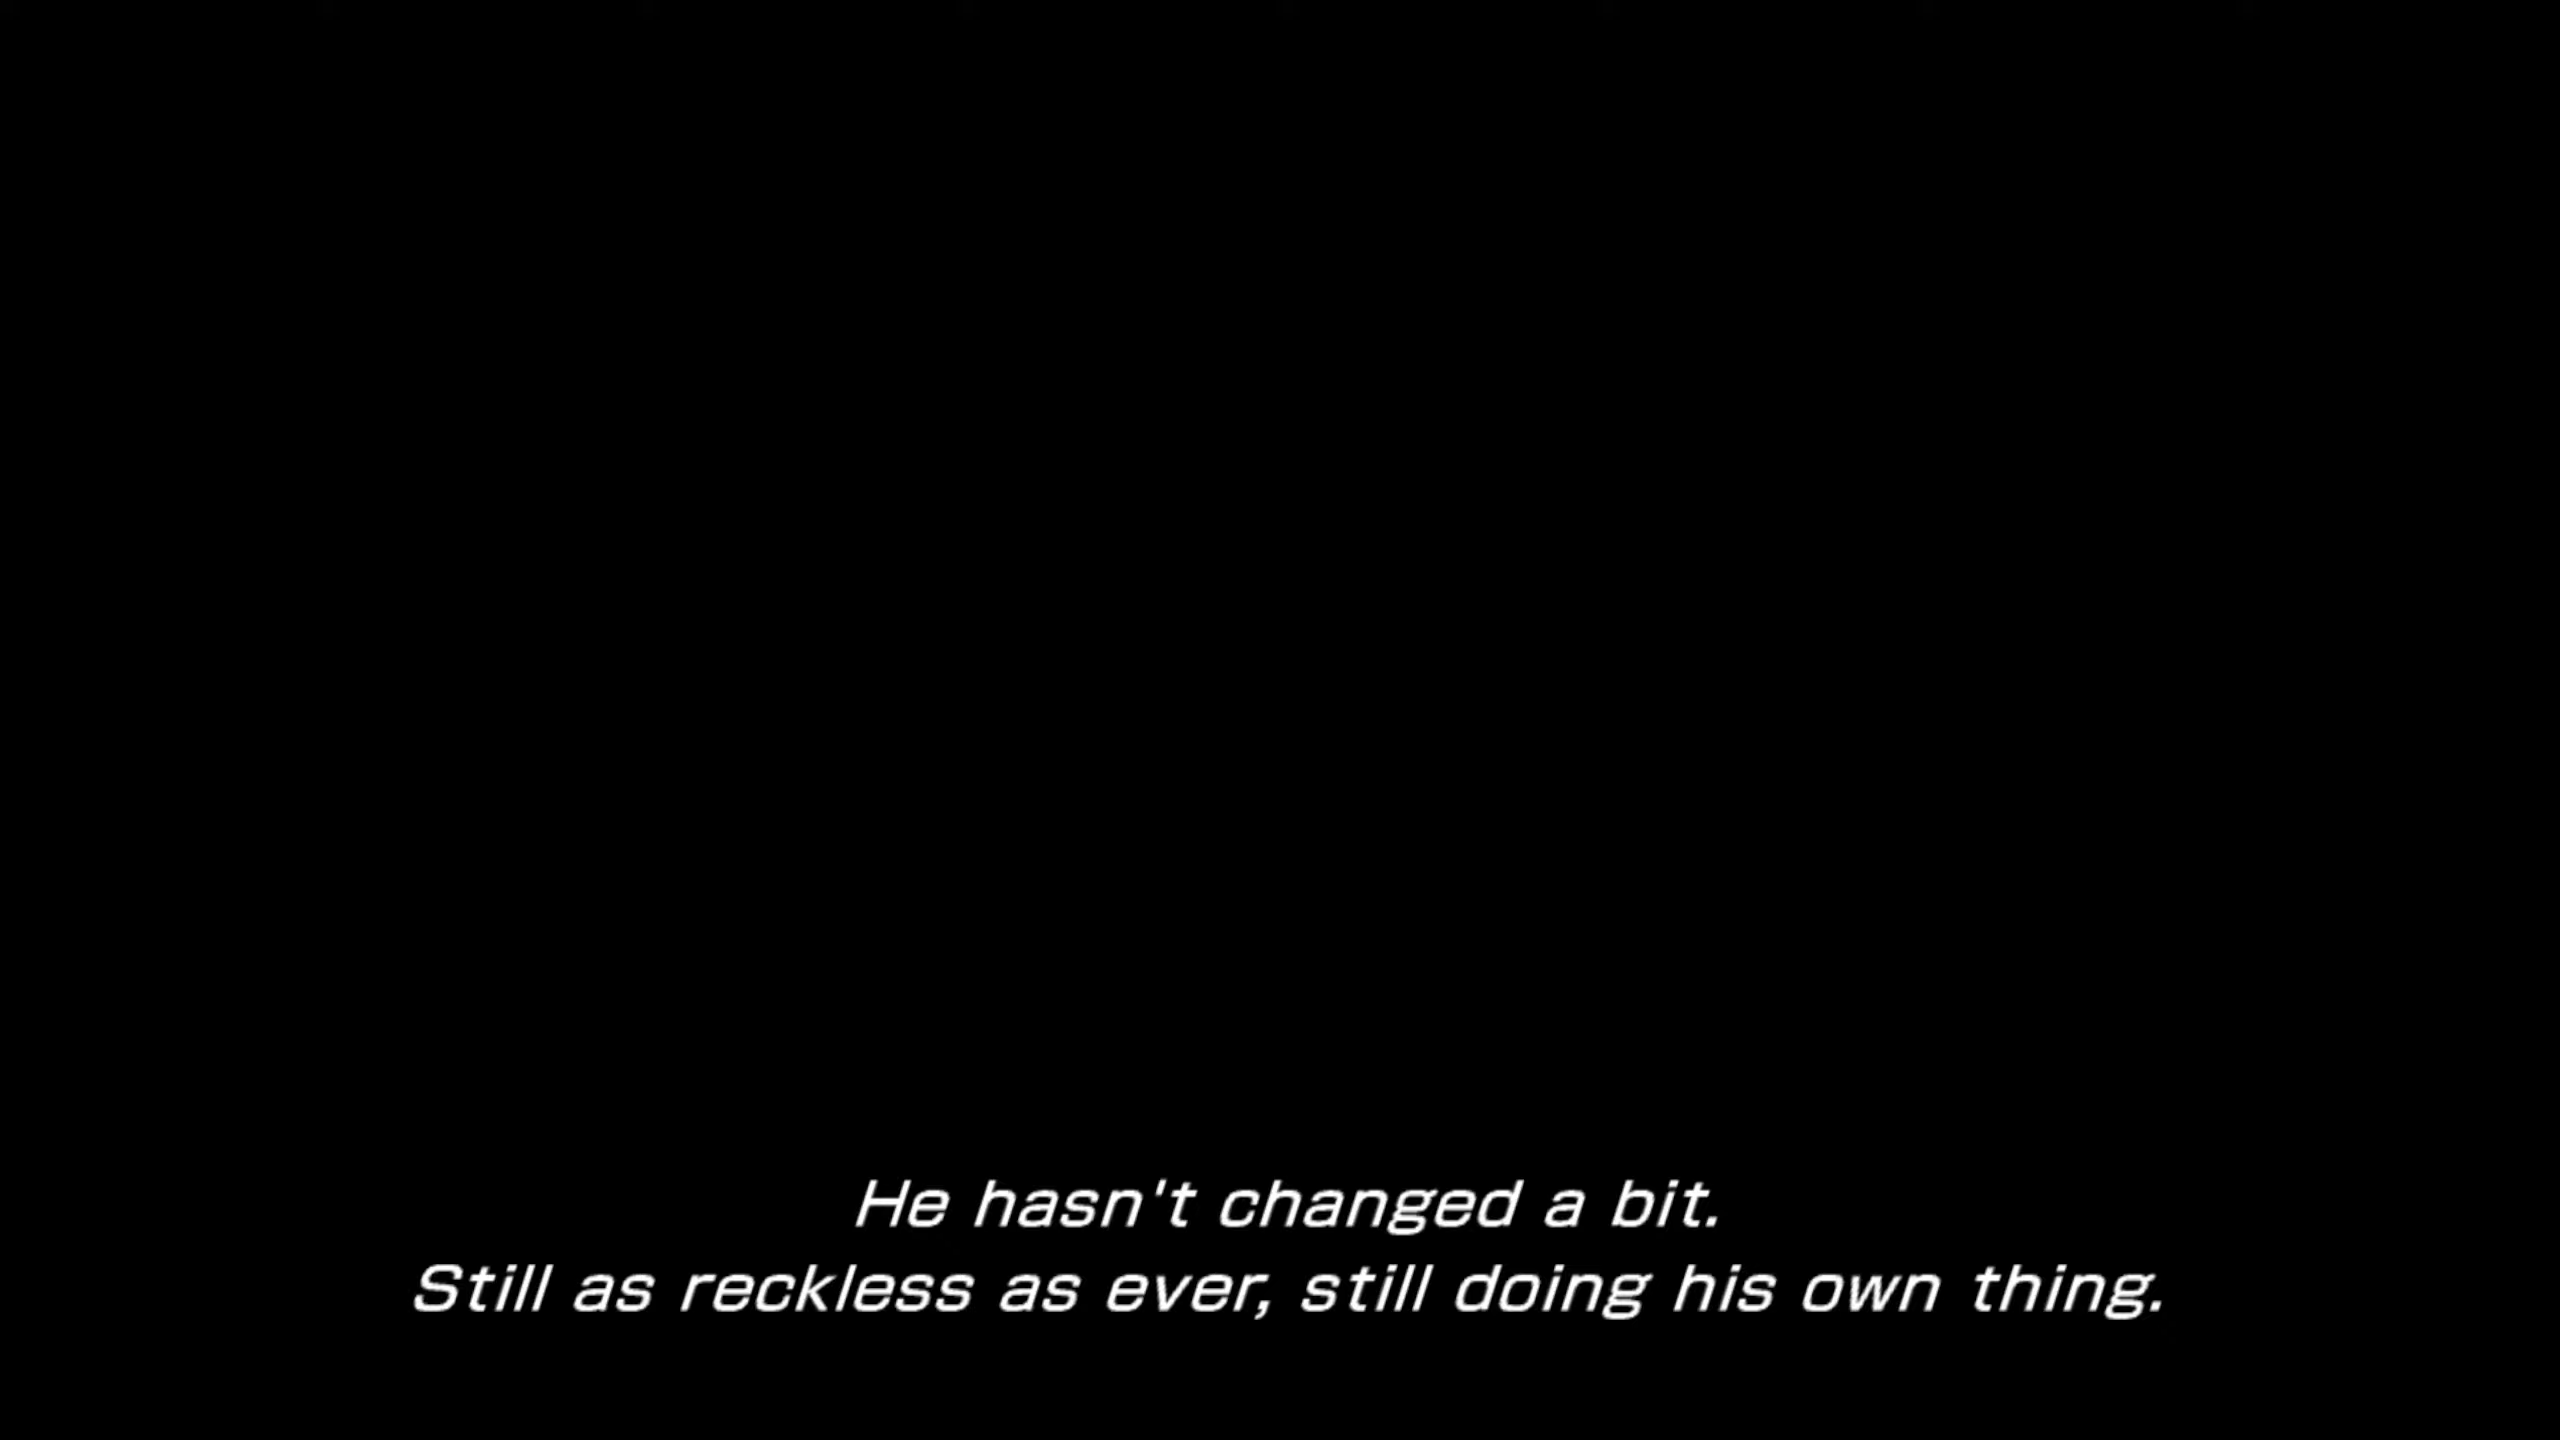 He hasn't changed a bit.
Still as reckless as ever, still doing his own thing.